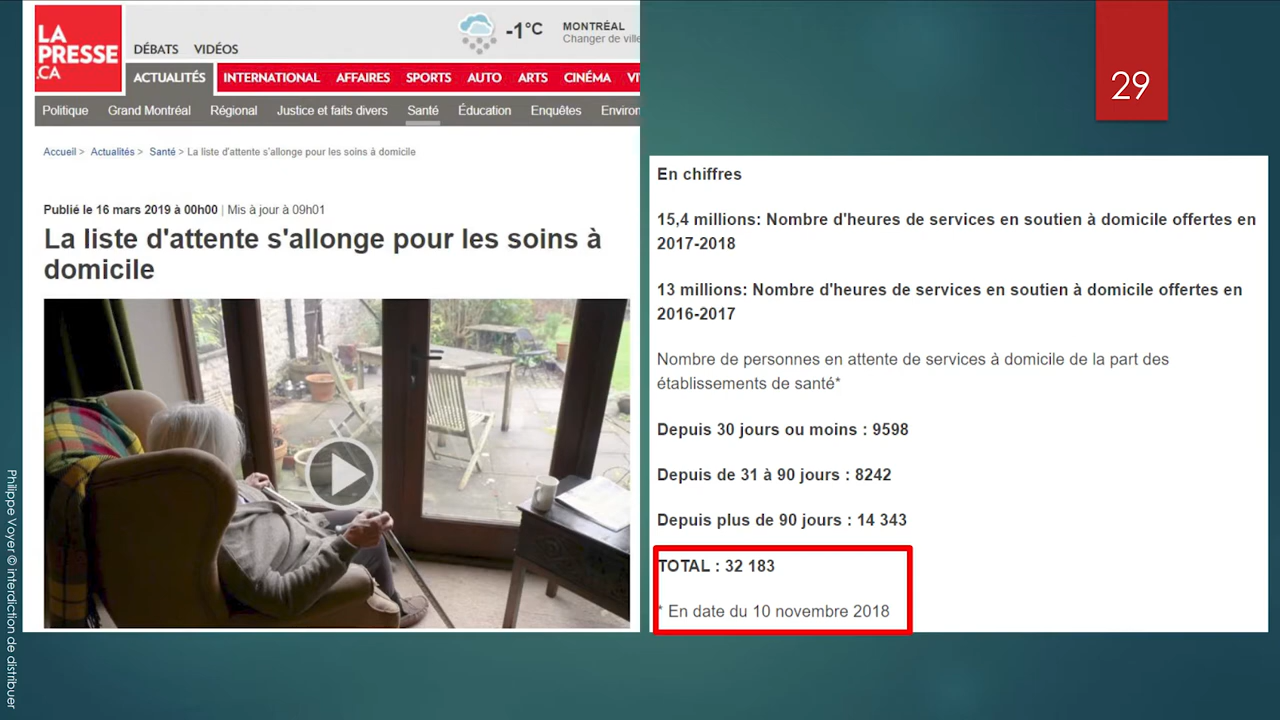 LA
PRESSE
.CA
DÉBATS VIDÉOS
-1°C
MONTRÉAL
Changer de ville
ACTUALITÉS INTERNATIONAL AFFAIRES SPORTS AUTO ARTS CINÉMA
Politique Grand Montréal Régional Justice et faits divers Santé Éducation Enquêtes Environ
Accueil > Actualités > Santé > La liste d'attente s'allonge pour les soins à domicile
Publié le 16 mars 2019 à 00h00 | Mis à jour à 09h01
La liste d'attente s'allonge pour les soins à
domicile
29
En chiffres
15,4 millions: Nombre d'heures de services en soutien à domicile offertes en
2017-2018
13 millions: Nombre d'heures de services en soutien à domicile offertes en
2016-2017
Nombre de personnes en attente de services à domicile de la part des
établissements de santé*
Depuis 30 jours ou moins : 9598
Depuis de 31 à 90 jours : 8242
Depuis plus de 90 jours : 14 343
TOTAL : 32 183
* En date du 10 novembre 2018
Philippe Voyer © interdiction de distribuer